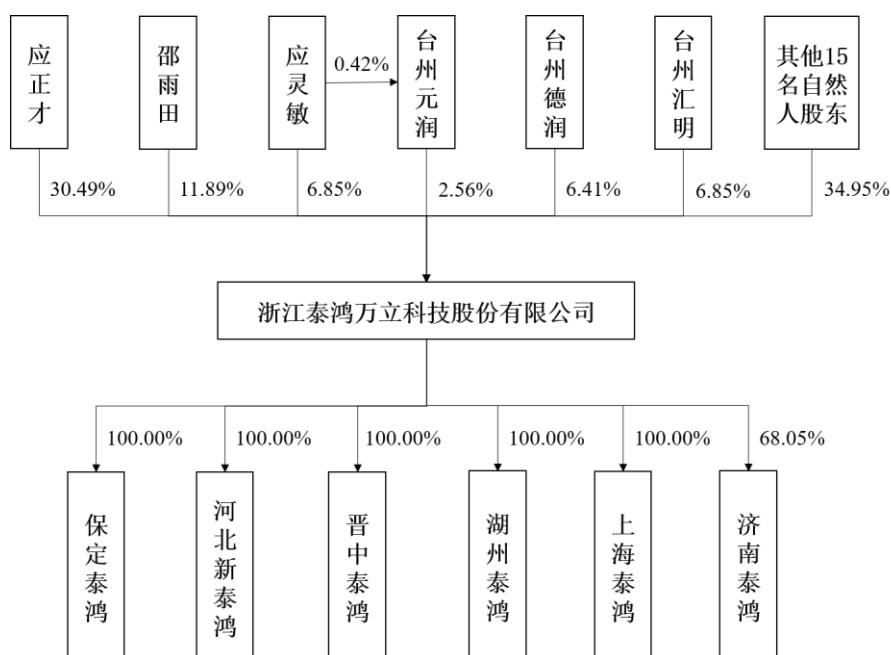 应正才
邵雨田
应灵敏
0.42%
台州元润
台州德润
台州汇明
其他15
名自然
人股东
30.49%
11.89%
6.85%
2.56%
6.41%
6.85%
34.95%
浙江泰鸿万立科技股份有限公司
100.00%
100.00%
100.00%
100.00%
100.00%
68.05%
保定泰鸿
河北新泰鸿
晋中泰鸿
湖州泰鸿
上海泰鸿
济南泰鸿